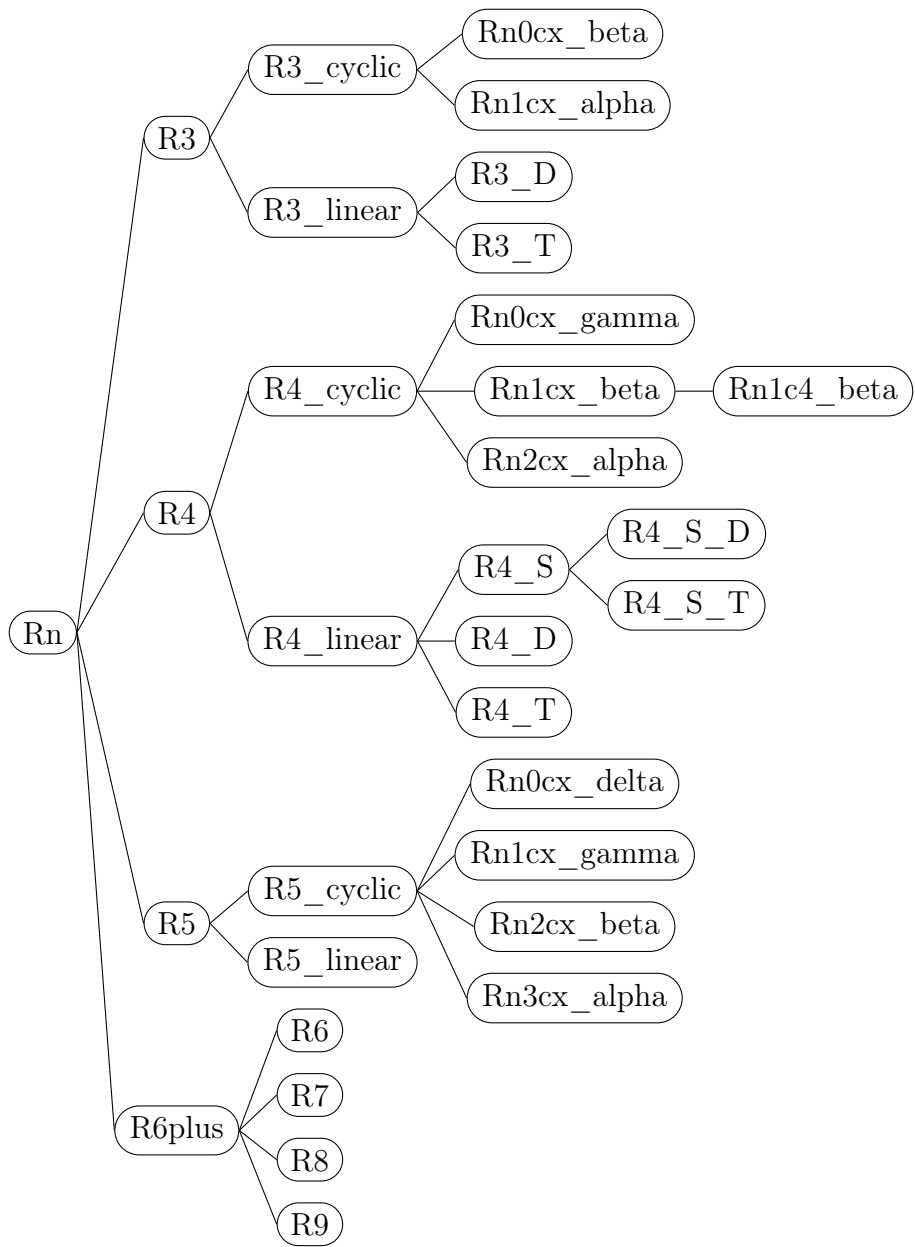 Rn0cx_beta
R3_cyclic
Rn1cx_alpha
R3
R3_D
R3_linear
R3_T
Rn0cx_gamma
R4_cyclic
Rn1cx_beta
Rn1c4_beta
Rn2cx_alpha
R4
R4_S_D
R4_S
R4_S_T
Rn
R4_linear
R4_D
R4_T
Rn0cx_delta
Rn1cx_gamma
R5_cyclic
R5
Rn2cx_beta
R5_linear
Rn3cx_alpha
R6
R7
R6plus
R8
R9